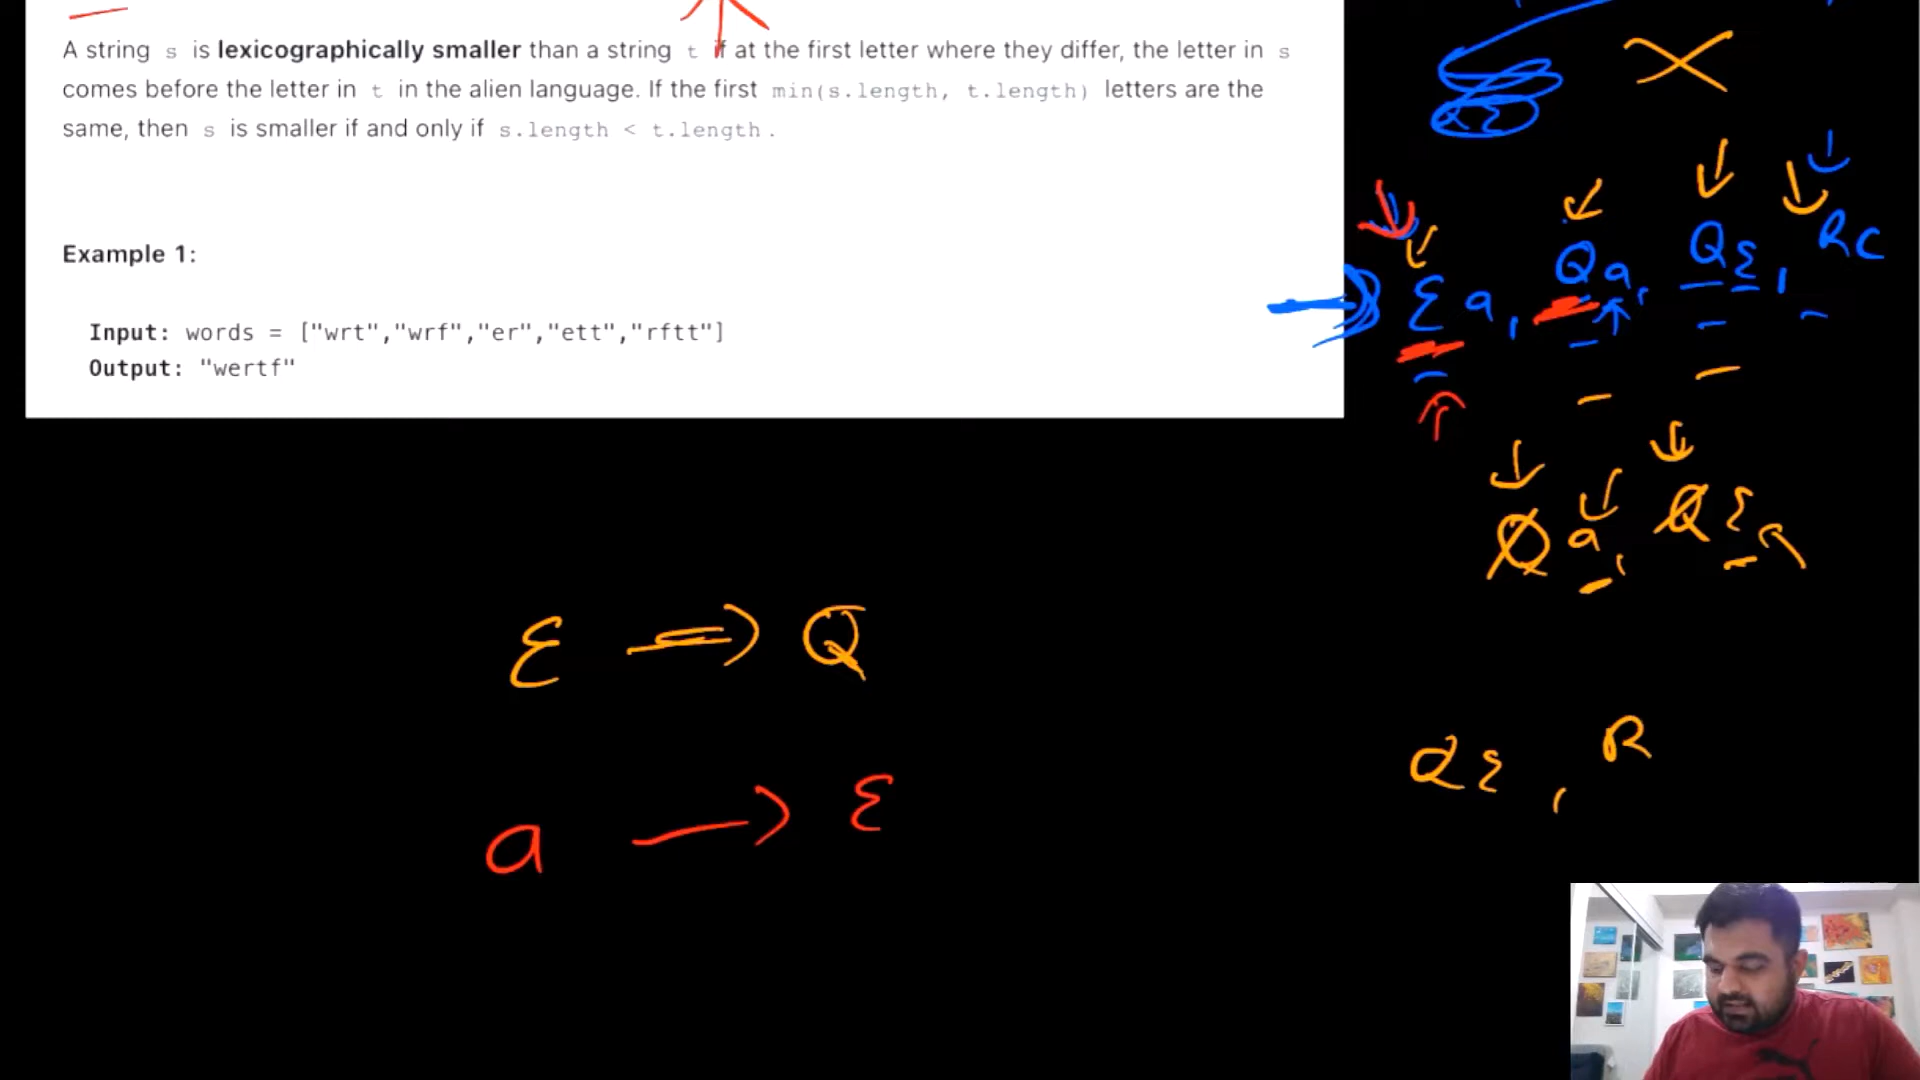 A string s is lexicographically smaller than a string t if at the first letter where they differ, the letter in s
comes before the letter in t in the alien language. If the first min(s.length, t.length) letters are the
same, then s is smaller if and only if s.length < t.length.
Example 1:
Input: words = ["wrt","wrf","er","ett","rftt"]
Output: "wertf"
Ɛ a, Q a, Q Ɛ, R C
Q a, Q Ɛ
Ɛ → Q
Q Ɛ, R
a → Ɛ